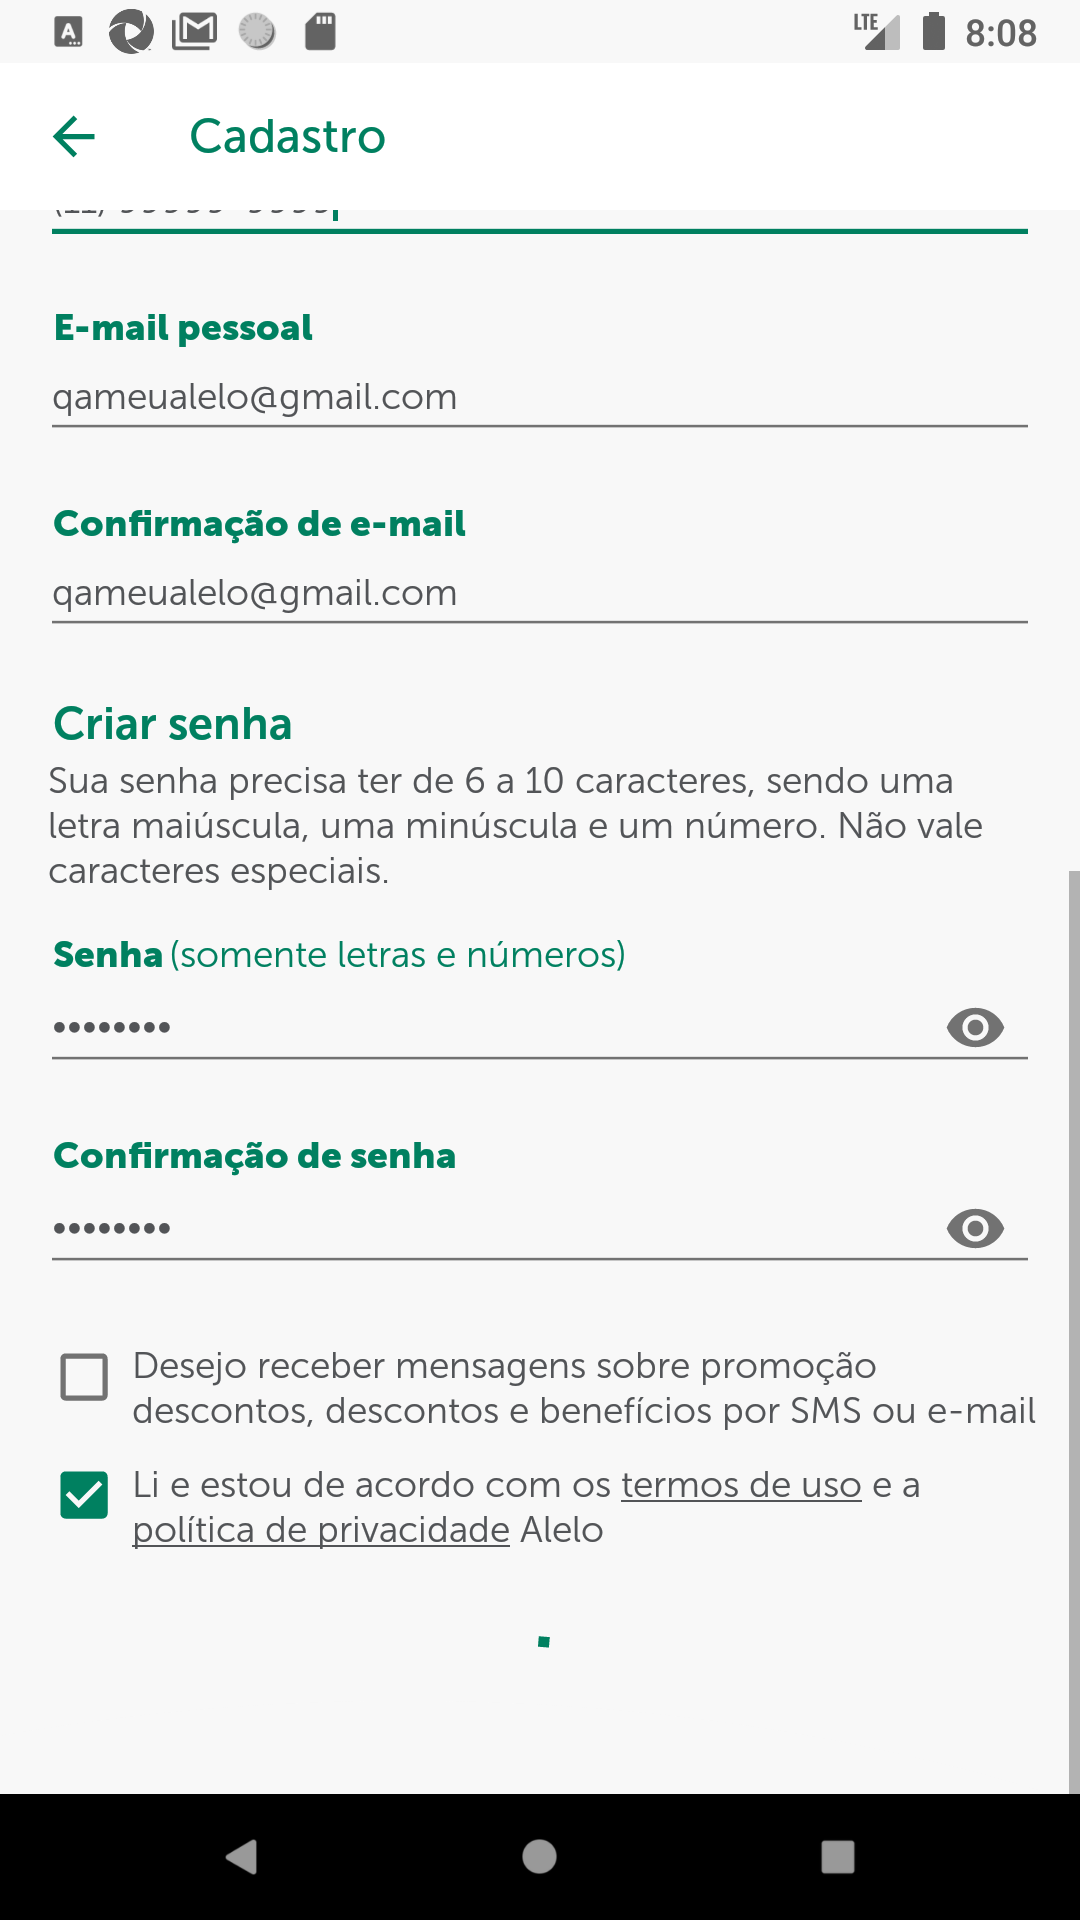 LTE 8:08
Cadastro
E-mail pessoal
qameualelo@gmail.com
Confirmação de e-mail
qameualelo@gmail.com
Criar senha
Sua senha precisa ter de 6 a 10 caracteres, sendo uma
letra maiúscula, uma minúscula e um número. Não vale
caracteres especiais.
Senha (somente letras e números)
••••••••
Confirmação de senha
••••••••
Desejo receber mensagens sobre promoção
descontos, descontos e benefícios por SMS ou e-mail
Li e estou de acordo com os termos de uso e a
política de privacidade Alelo